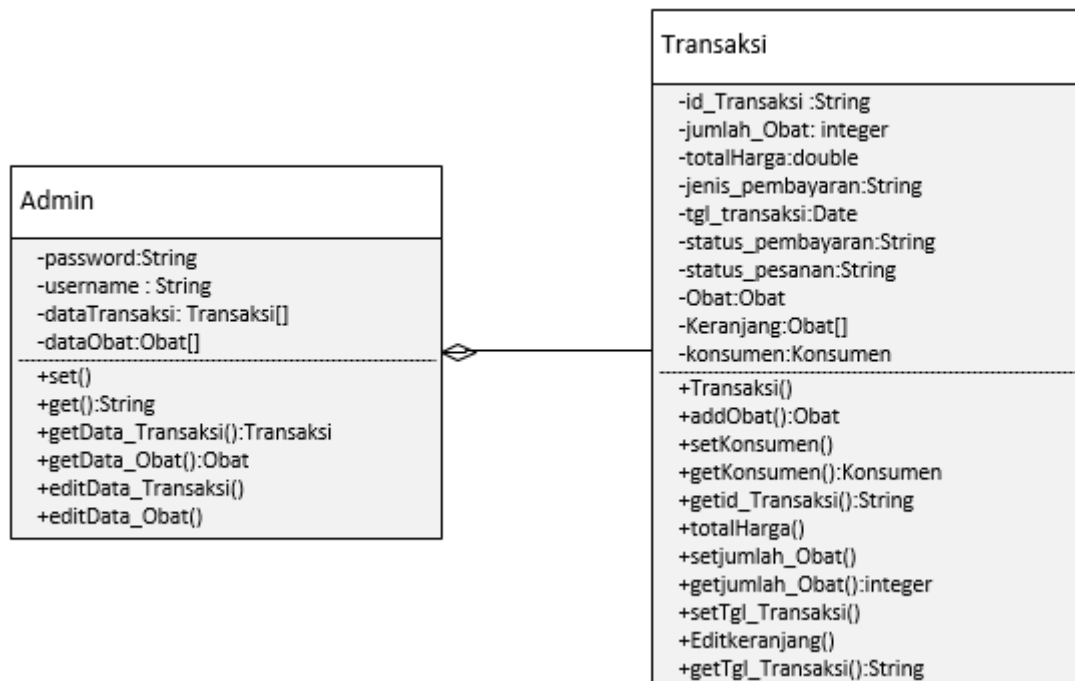 Admin
-password:String
-username : String
-dataTransaksi: Transaksi[]
-dataObat:Obat[]
+set()
+get():String
+getData_Transaksi():Transaksi
+getData_Obat():Obat
+editData_Transaksi()
+editData_Obat()
Transaksi
-id_Transaksi :String
-jumlah_Obat: integer
-totalHarga:double
-jenis_pembayaran:String
-tgl_transaksi:Date
-status_pembayaran:String
-status_pesanan:String
-Obat:Obat
-Keranjang:Obat[]
-konsumen:Konsumen
+Transaksi()
+addObat():Obat
+setKonsumen()
+getKonsumen():Konsumen
+getid_Transaksi():String
+totalHarga()
+setjumlah_Obat()
+getjumlah_Obat():integer
+setTgl_Transaksi()
+Editkeranjang()
+getTgl_Transaksi():String